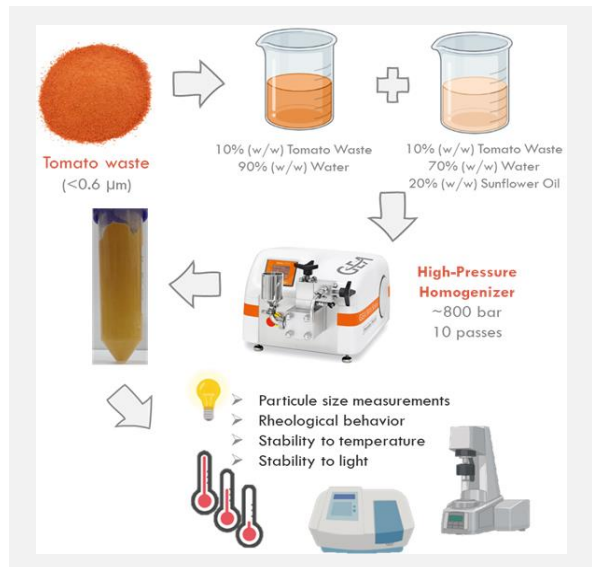 Tomato waste
(<0.6 μm)
10% (w/w) Tomato Waste
90% (w/w) Water
10% (w/w) Tomato Waste
70% (w/w) Water
20% (w/w) Sunflower Oil
GEA
High-Pressure
Homogenizer
~800 bar
10 passes
➢ Particule size measurements
➢ Rheological behavior
➢ Stability to temperature
➢ Stability to light